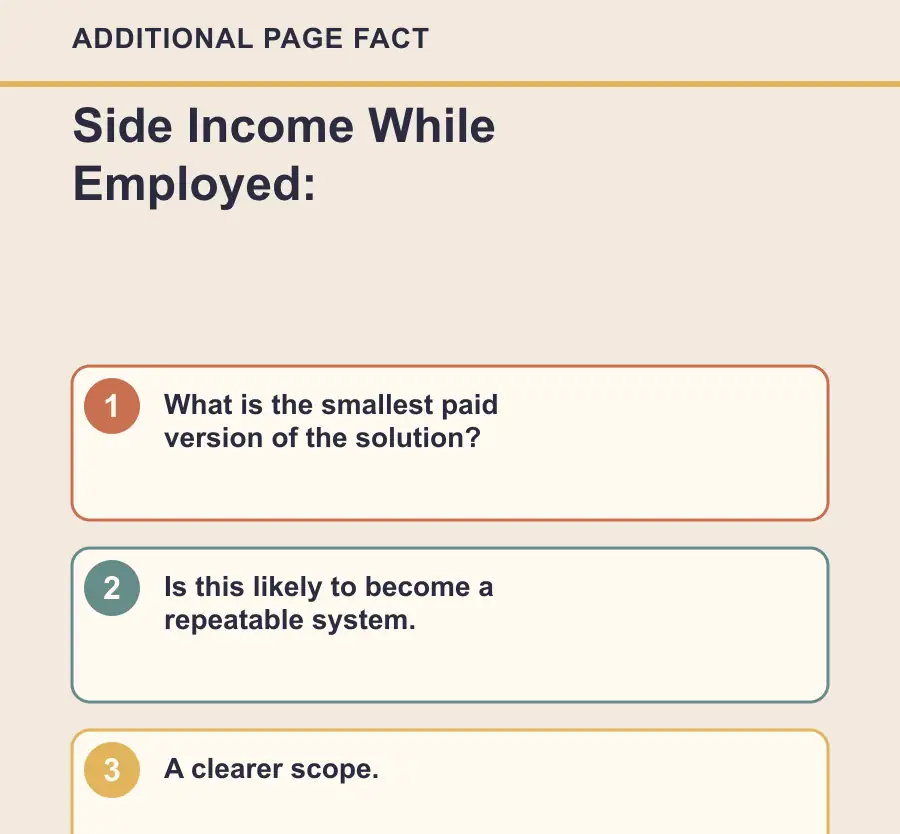 ADDITIONAL PAGE FACT
Side Income While
Employed:
1
What is the smallest paid
version of the solution?
2
Is this likely to become a
repeatable system.
3
A clearer scope.